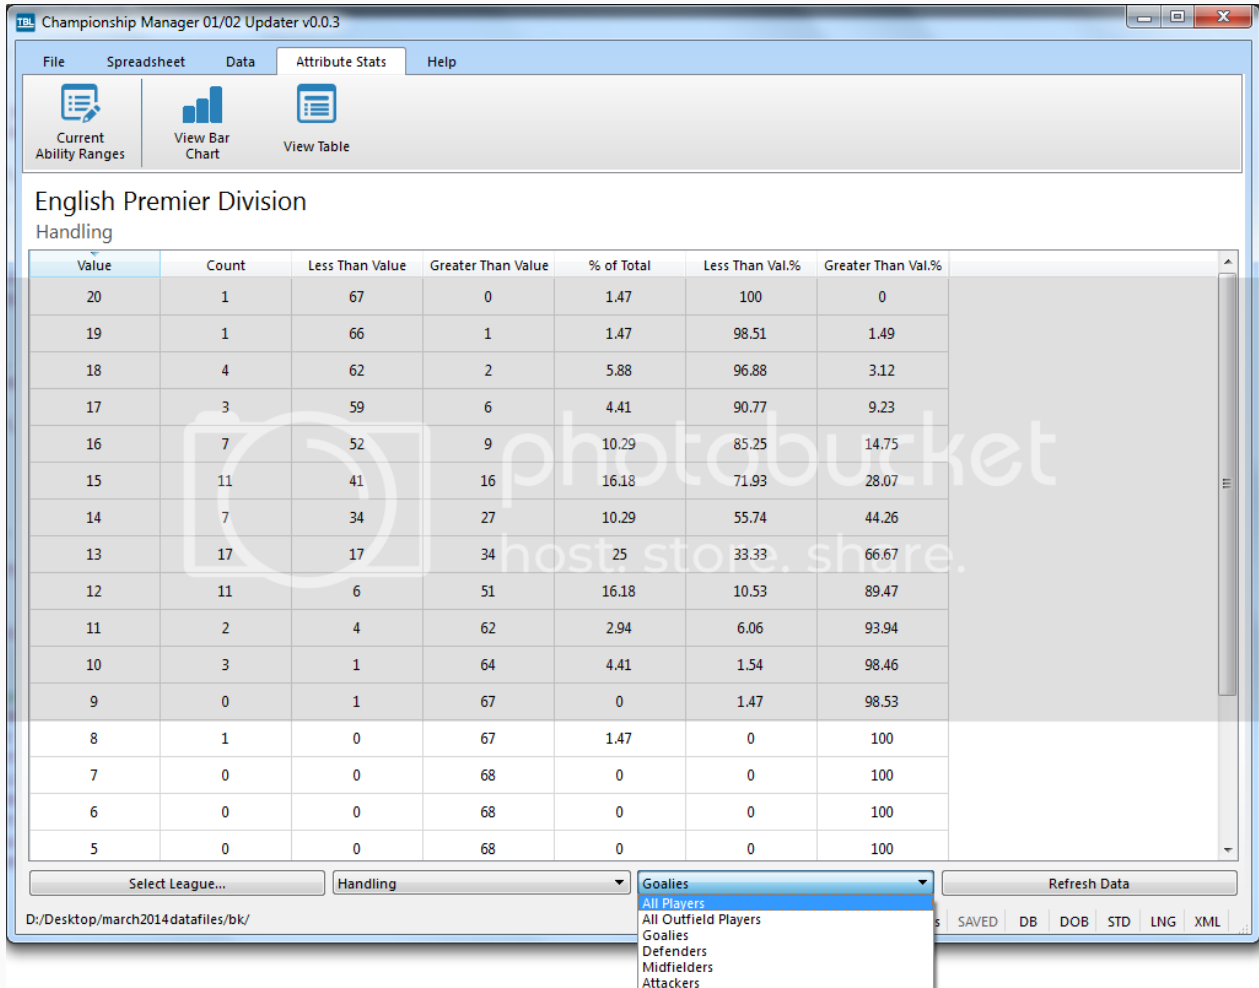 TBL Championship Manager 01/02 Updater v0.0.3
File Spreadsheet Data Attribute Stats Help
Current Ability Ranges
View Bar Chart
View Table
English Premier Division
Handling
Value Count Less Than Value Greater Than Value % of Total Less Than Val.% Greater Than Val.%
20 1 67 0 1.47 100 0
19 1 66 1 1.47 98.51 1.49
18 4 62 2 5.88 96.88 3.12
17 3 59 6 4.41 90.77 9.23
16 7 52 9 10.29 85.25 14.75
15 11 41 16 16.18 71.93 28.07
14 7 34 27 10.29 55.74 44.26
13 17 17 34 25 33.33 66.67
12 11 6 51 16.18 10.53 89.47
11 2 4 62 2.94 6.06 93.94
10 3 1 64 4.41 1.54 98.46
9 0 1 67 0 1.47 98.53
8 1 0 67 1.47 0 100
7 0 0 68 0 0 100
6 0 0 68 0 0 100
5 0 0 68 0 0 100
photobucket
host. store. share.
Select League... Handling Goalies Refresh Data
All Players
All Outfield Players
Goalies
Defenders
Midfielders
Attackers
D:/Desktop/march2014datafiles/bk/ SAVED DB DOB STD LNG XML